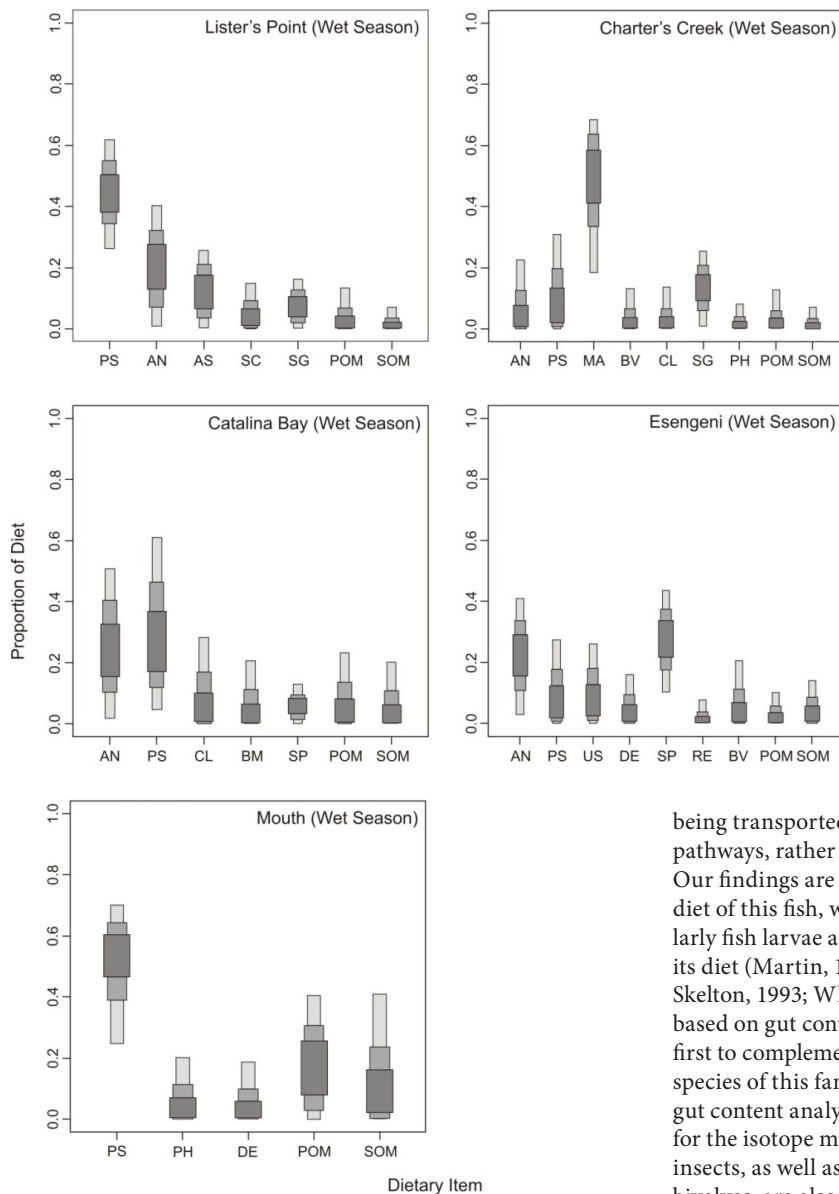 Lister's Point (Wet Season)
1.0
0.8
0.6
0.4
0.2
0.0
PS AN AS SC SG POM SOM
Charter's Creek (Wet Season)
1.0
0.8
0.6
0.4
0.2
0.0
AN PS MA BV CL SG PH POM SOM
Catalina Bay (Wet Season)
1.0
0.8
0.6
0.4
0.2
0.0
AN PS CL BM SP POM SOM
Esengeni (Wet Season)
1.0
0.8
0.6
0.4
0.2
0.0
AN PS US DE SP RE BV POM SOM
Proportion of Diet
Mouth (Wet Season)
1.0
0.8
0.6
0.4
0.2
0.0
PS PH DE POM SOM
Dietary Item
being transported
pathways, rather
Our findings are
diet of this fish, w
larly fish larvae a
its diet (Martin, 1
Skelton, 1993; W
based on gut cont
first to compleme
species of this fam
gut content analy
for the isotope m
insects, as well as